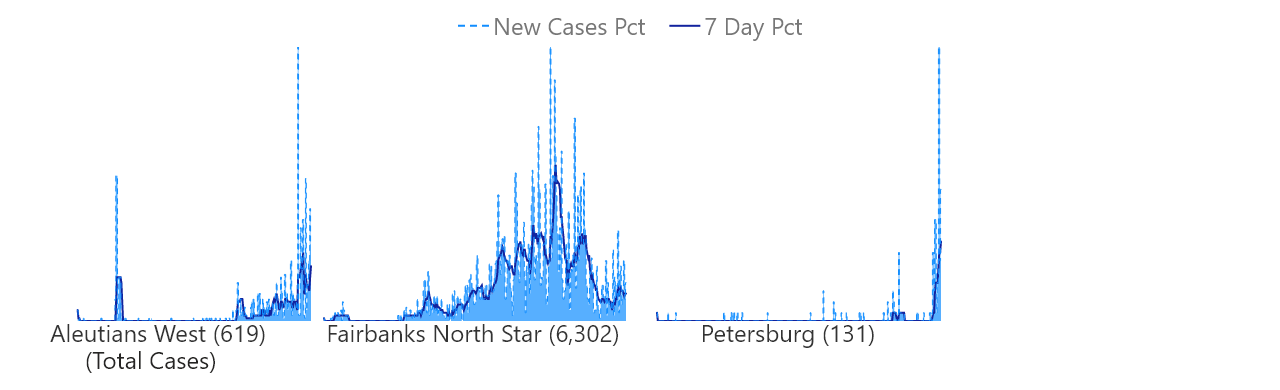 New Cases Pct 7 Day Pct
Aleutians West (619) Fairbanks North Star (6,302) Petersburg (131)
(Total Cases)